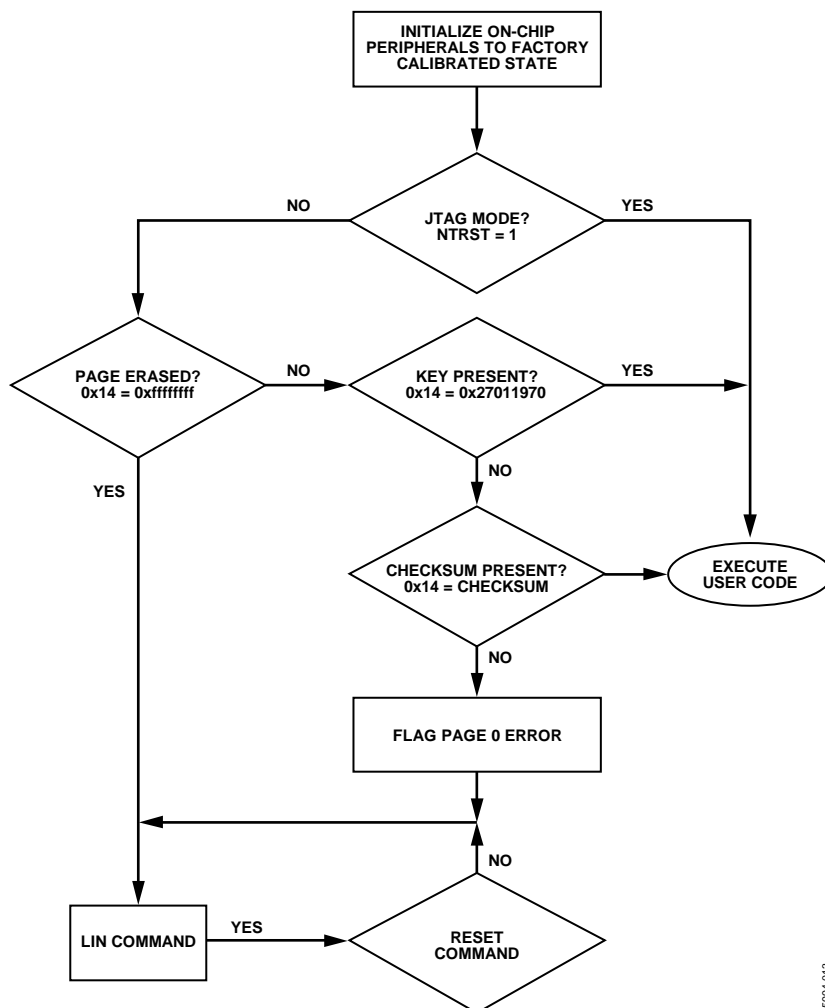 INITIALIZE ON-CHIP
PERIPHERALS TO FACTORY
CALIBRATED STATE
NO
JTAG MODE?
NTRST = 1
YES
PAGE ERASED?
0x14 = 0xffffffff
NO
KEY PRESENT?
0x14 = 0x27011970
YES
YES
NO
CHECKSUM PRESENT?
0x14 = CHECKSUM
EXECUTE
USER CODE
NO
FLAG PAGE 0 ERROR
NO
LIN COMMAND
YES
RESET
COMMAND